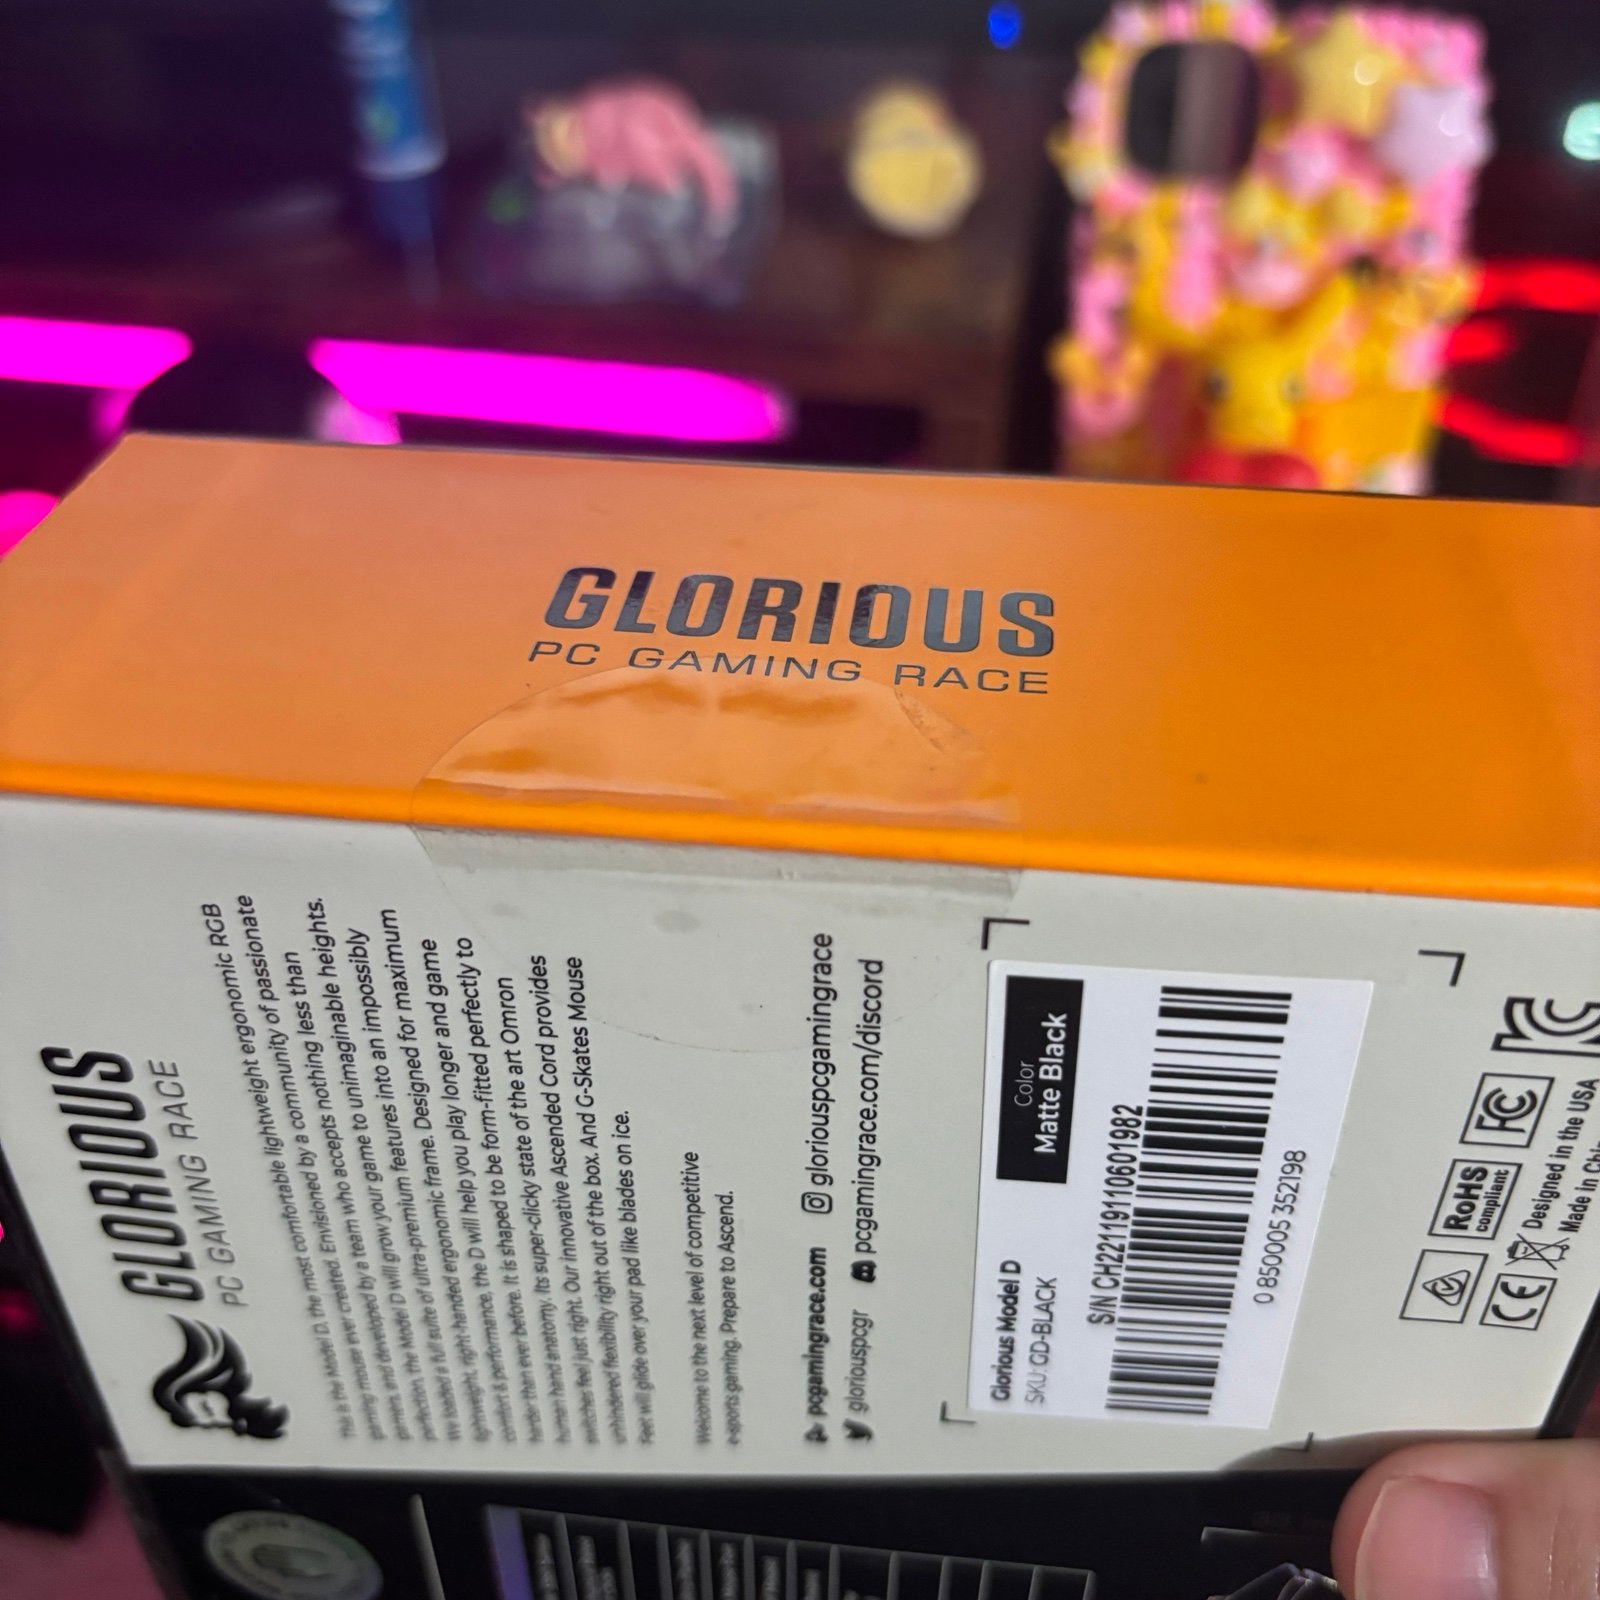 GLORIOUS
PC GAMING RACE
GLORIOUS
PC GAMING RACE
This is the Model D, the most comfortable lightweight ergonomic RGB
gaming mouse ever created. Envisioned by a community of passionate
gamers and developed by a team who accepts nothing less than
perfection, the Model D will grow your game to unimaginable heights.
We loaded a full suite of ultra-premium features into an impossibly
lightweight, right-handed ergonomic frame. Designed for maximum
comfort & performance, the D will help you play longer and game
harder than ever before. It is shaped to be form-fitted perfectly to
human hand anatomy. Its super-clicky state of the art Omron
switches feel just right. Our innovative Ascended Cord provides
unhindered flexibility right out of the box. And G-Skates Mouse
Feet will glide over your pad like blades on ice.
Welcome to the next level of competitive
e-sports gaming. Prepare to Ascend.
pcgamingrace.com gloriouspcgamingrace
gloriouspcgr pcgamingrace.com/discord
Color
Matte Black
Glorious Model D
SKU: GD-BLACK
S/N CH22119110601982
0 850005 352198
RoHS
compliant
FC
CE
Designed in the USA
Made in